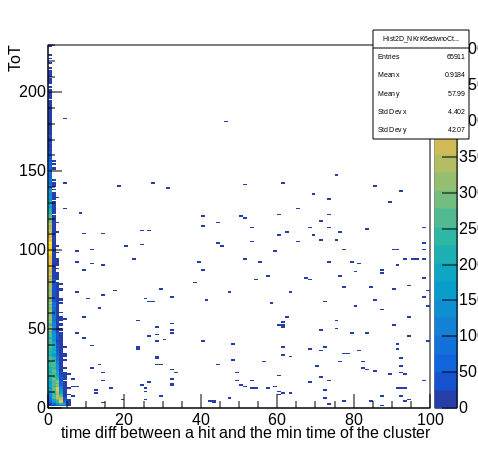 Hist2D_NKrK6edwnoCt...
Entries 65911
Mean x 0.9184
Mean y 57.99
Std Dev x 4.402
Std Dev y 42.07
ToT
200
150
100
50
0
0 20 40 60 80 100
time diff between a hit and the min time of the cluster
350
300
250
200
150
100
50
0